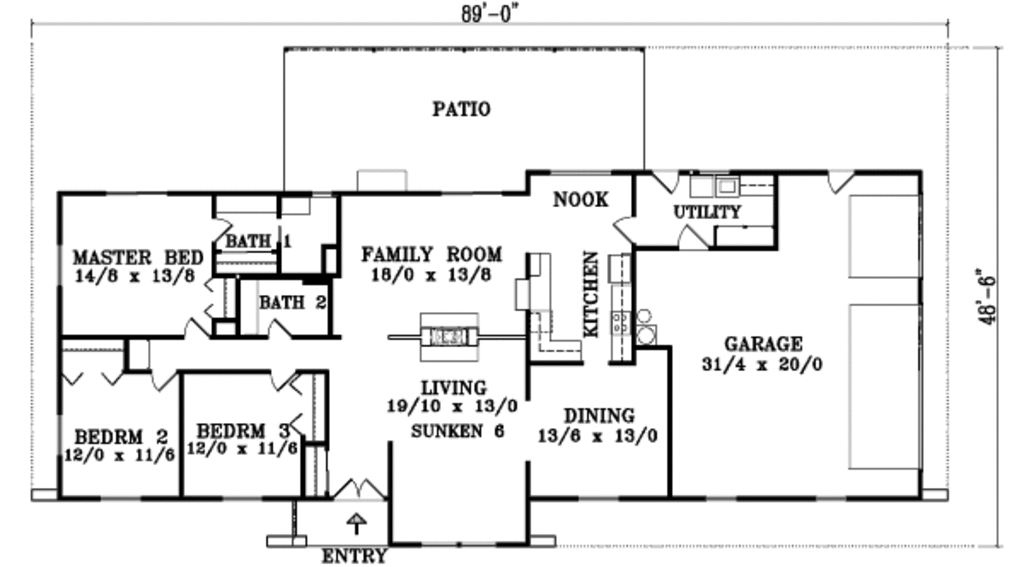 89'-0"
PATIO
NOOK
UTILITY
MASTER BED
14/8 x 13/8
BATH 1
FAMILY ROOM
18/0 x 13/8
KITCHEN
48'-6"
BATH 2
GARAGE
31/4 x 20/0
LIVING
19/10 x 13/0
SUNKEN 6
DINING
13/6 x 13/0
BEDRM 2
12/0 x 11/6
BEDRM 3
12/0 x 11/6
ENTRY